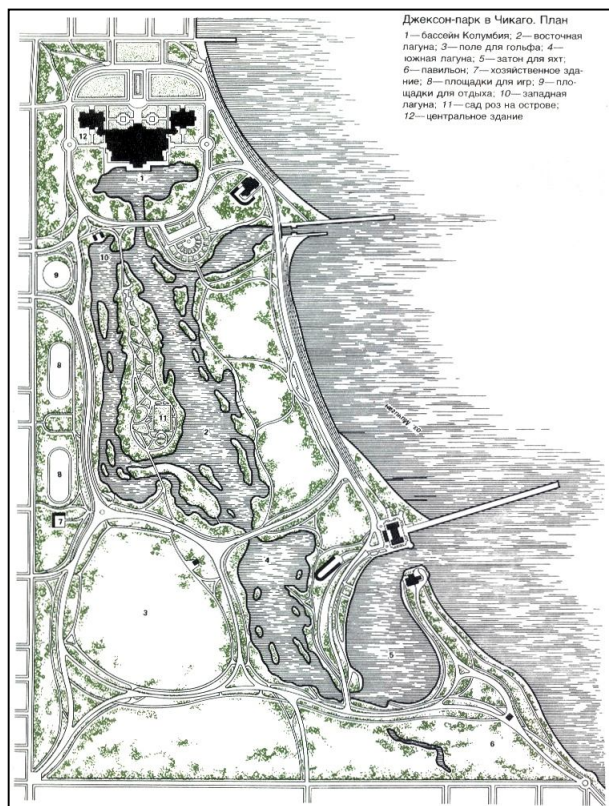 Джексон-парк в Чикаго. План
1 — бассейн Колумбия; 2 — восточная
лагуна; 3 — поле для гольфа; 4 —
южная лагуна; 5 — затон для яхт;
6 — павильон; 7 — хозяйственное зда-
ние; 8 — площадки для игр; 9 — пло-
щадки для отдыха; 10 — западная
лагуна; 11 — сад роз на острове;
12 — центральное здание
12
1
10
9
8
оз. Мичиган
11
2
8
7
4
3
5
6